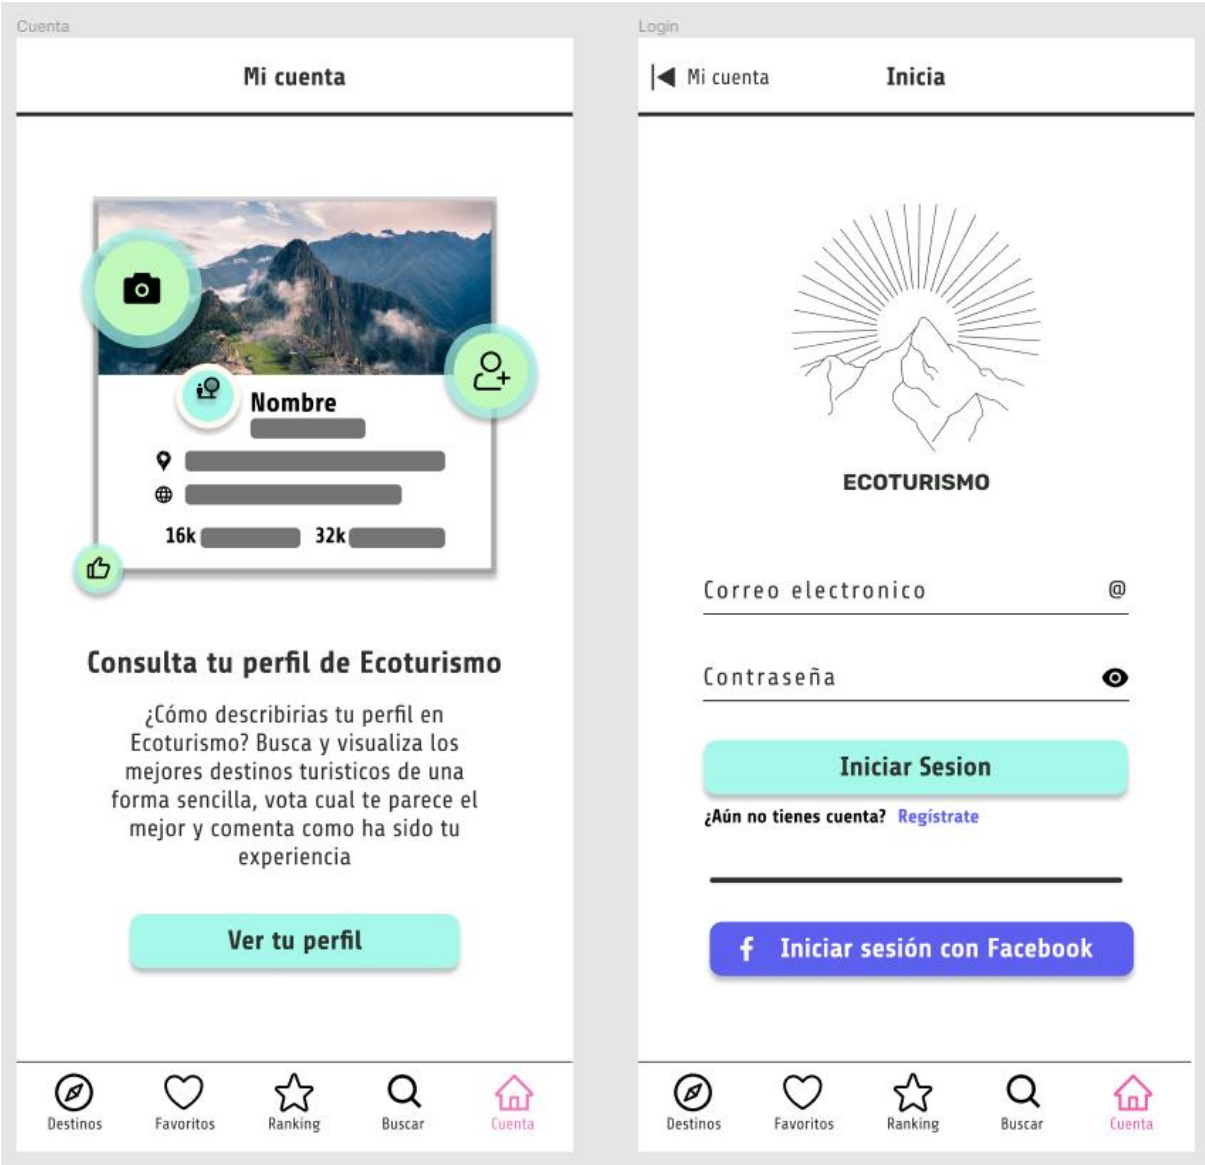 Cuenta
Mi cuenta
Nombre
16k
32k
Consulta tu perfil de Ecoturismo
¿Cómo describirias tu perfil en
Ecoturismo? Busca y visualiza los
mejores destinos turisticos de una
forma sencilla, vota cual te parece el
mejor y comenta como ha sido tu
experiencia
Ver tu perfil
Destinos
Favoritos
Ranking
Buscar
Cuenta
Login
Mi cuenta
Inicia
ECOTURISMO
Correo electronico @
Contraseña
Iniciar Sesion
¿Aún no tienes cuenta? Regístrate
f Iniciar sesión con Facebook
Destinos
Favoritos
Ranking
Buscar
Cuenta